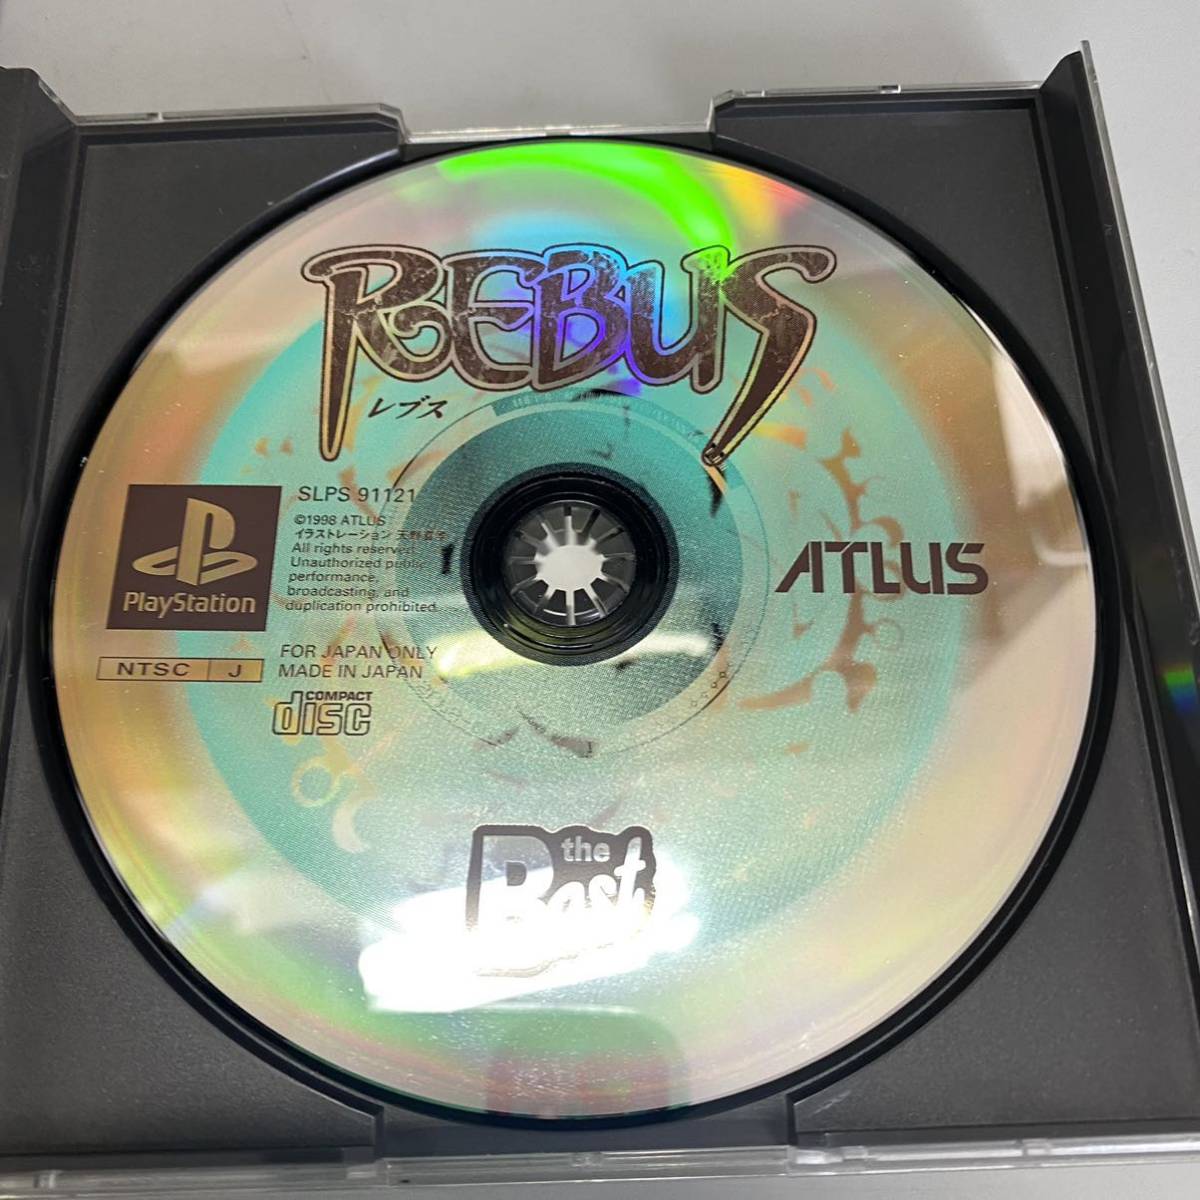 REBUS
レブス
SLPS 91121
©1998 ATLUS
イラストレーション 天野喜孝
All rights reserved.
Unauthorized public
performance,
broadcasting, and
duplication prohibited.
PlayStation
NTSC J
FOR JAPAN ONLY
MADE IN JAPAN
COMPACT
disc
ATLUS
the
Best